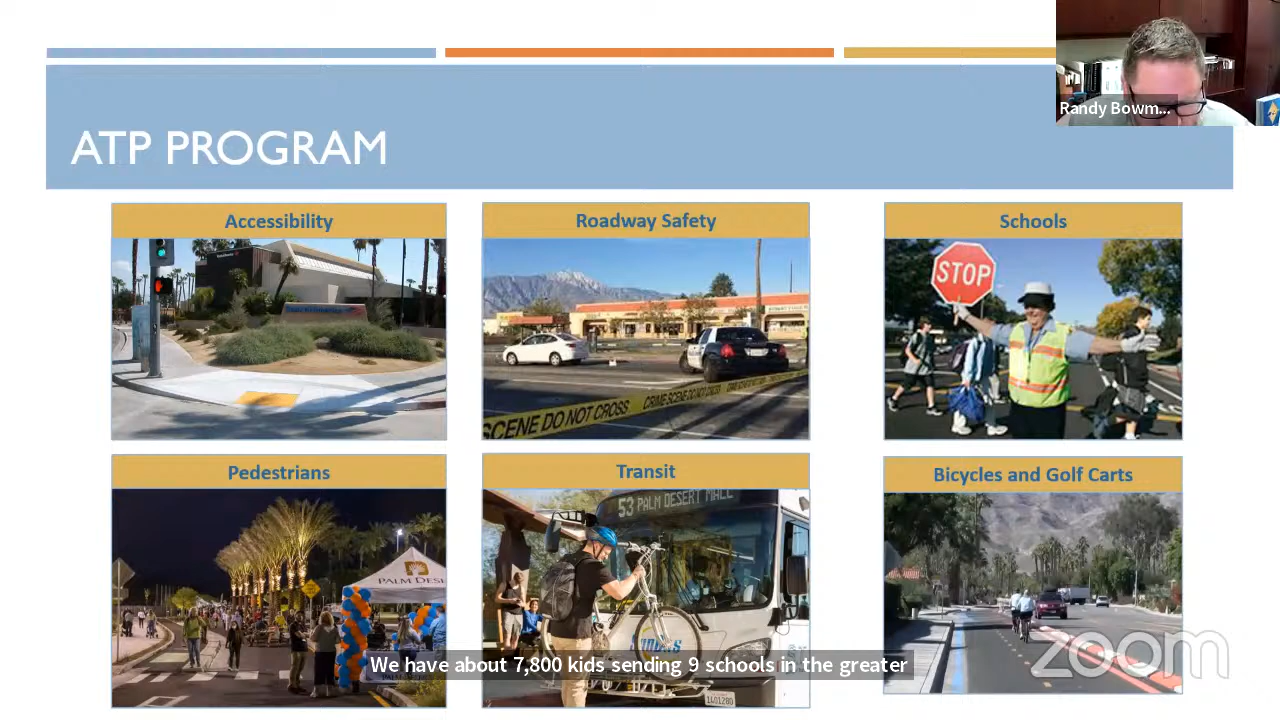 Randy Bowm...
ATP PROGRAM
Accessibility
Roadway Safety
Schools
STOP
SCENE DO NOT CROSS CRIME SCENE DO NOT CROSS
Pedestrians
Transit
Bicycles and Golf Carts
PALM DESE
53 PALM DESERT MALL
We have about 7,800 kids sending 9 schools in the greater
zoom